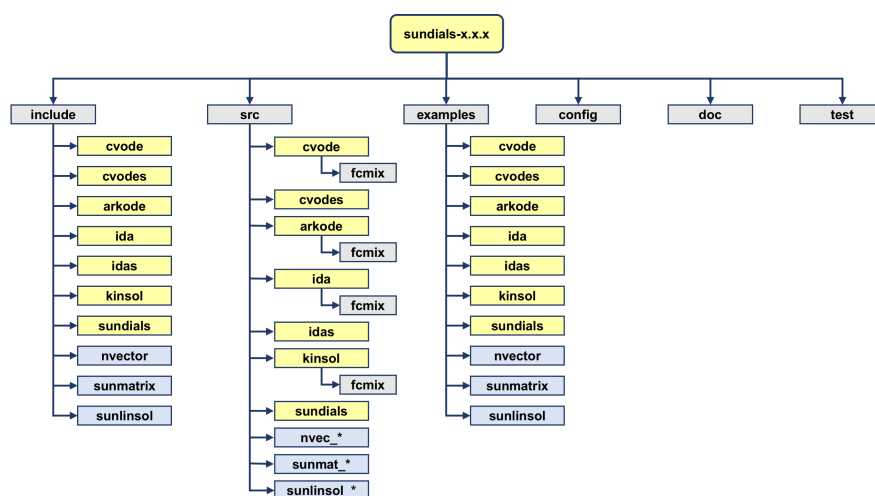 sundials-x.x.x
include
src
examples
config
doc
test
cvode
cvodes
arkode
ida
idas
kinsol
sundials
nvector
sunmatrix
sunlinsol
cvode
fcmix
cvodes
arkode
fcmix
ida
fcmix
idas
kinsol
fcmix
sundials
nvec_*
sunmat_*
sunlinsol_*
cvode
cvodes
arkode
ida
idas
kinsol
sundials
nvector
sunmatrix
sunlinsol